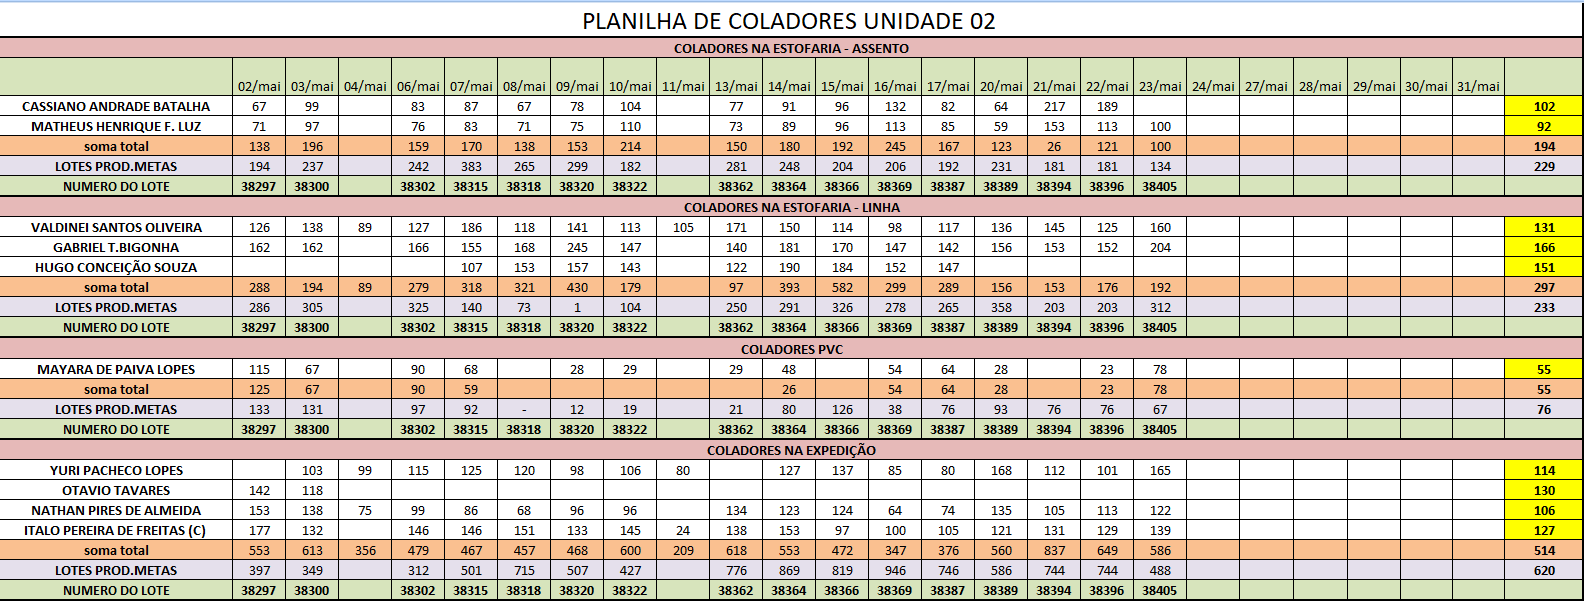 PLANILHA DE COLADORES UNIDADE 02
COLADORES NA ESTOFARIA - ASSENTO
02/mai 03/mai 04/mai 06/mai 07/mai 08/mai 09/mai 10/mai 11/mai 13/mai 14/mai 15/mai 16/mai 17/mai 20/mai 21/mai 22/mai 23/mai 24/mai 27/mai 28/mai 29/mai 30/mai 31/mai
CASSIANO ANDRADE BATALHA 67 99 83 87 67 78 104 77 91 96 132 82 64 217 189 102
MATHEUS HENRIQUE F. LUZ 71 97 76 83 71 75 110 73 89 96 113 85 59 153 113 100 92
soma total 138 196 159 170 138 153 214 150 180 192 245 167 123 26 121 100 194
LOTES PROD.METAS 194 237 242 383 265 299 182 281 248 204 206 192 231 181 181 134 229
NUMERO DO LOTE 38297 38300 38302 38315 38318 38320 38322 38362 38364 38366 38369 38387 38389 38394 38396 38405
COLADORES NA ESTOFARIA - LINHA
VALDINEI SANTOS OLIVEIRA 126 138 89 127 186 118 141 113 105 171 150 114 98 117 136 145 125 160 131
GABRIEL T.BIGONHA 162 162 166 155 168 245 147 140 181 170 147 142 156 153 152 204 166
HUGO CONCEIÇÃO SOUZA 107 153 157 143 122 190 184 152 147 151
soma total 288 194 89 279 318 321 430 179 97 393 582 299 289 156 153 176 192 297
LOTES PROD.METAS 286 305 325 140 73 1 104 250 291 326 278 265 358 203 203 312 233
NUMERO DO LOTE 38297 38300 38302 38315 38318 38320 38322 38362 38364 38366 38369 38387 38389 38394 38396 38405
COLADORES PVC
MAYARA DE PAIVA LOPES 115 67 90 68 28 29 29 48 54 64 28 23 78 55
soma total 125 67 90 59 26 54 64 28 23 78 55
LOTES PROD.METAS 133 131 97 92 - 12 19 21 80 126 38 76 93 76 76 67 76
NUMERO DO LOTE 38297 38300 38302 38315 38318 38320 38322 38362 38364 38366 38369 38387 38389 38394 38396 38405
COLADORES NA EXPEDIÇÃO
YURI PACHECO LOPES 103 99 115 125 120 98 106 80 127 137 85 80 168 112 101 165 114
OTAVIO TAVARES 142 118 130
NATHAN PIRES DE ALMEIDA 153 138 75 99 86 68 96 96 134 123 124 64 74 135 105 113 122 106
ITALO PEREIRA DE FREITAS (C) 177 132 146 146 151 133 145 24 138 153 97 100 105 121 131 129 139 127
soma total 553 613 356 479 467 457 468 600 209 618 553 472 347 376 560 837 649 586 514
LOTES PROD.METAS 397 349 312 501 715 507 427 776 869 819 946 746 586 744 744 488 620
NUMERO DO LOTE 38297 38300 38302 38315 38318 38320 38322 38362 38364 38366 38369 38387 38389 38394 38396 38405